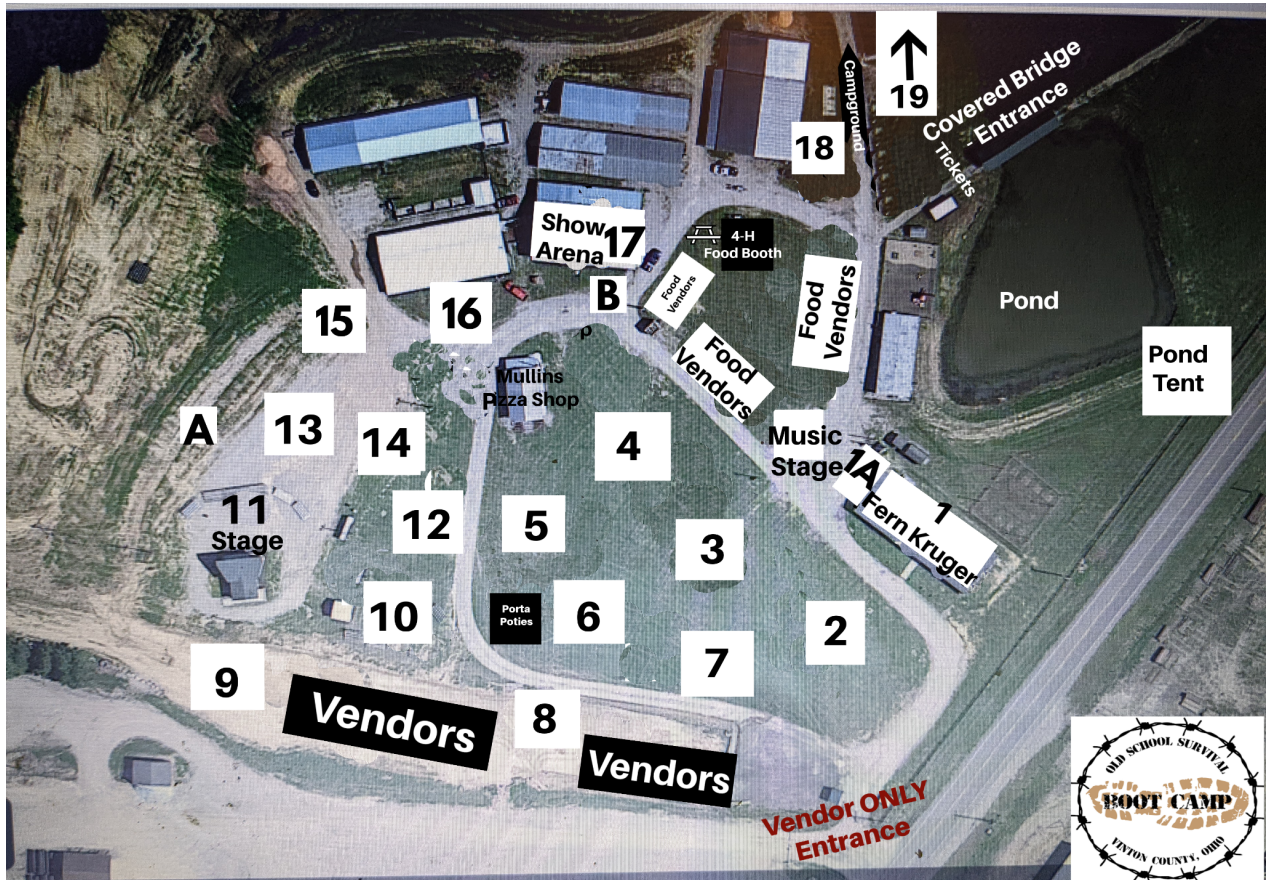 19
Covered Bridge
Entrance
Tickets
Campground
18
Show
Arena
17
4-H
Food Booth
B
Food
Vendors
Food
Vendors
Food
Vendors
Pond
Pond
Tent
15
16
p
Mullins
Pizza Shop
A
13
14
4
Music
Stage
1A
1
Fern Kruger
11
Stage
12
5
3
10
Porta
Poties
6
2
7
9
Vendors
8
Vendors
Vendor ONLY
Entrance
OLD SCHOOL SURVIVAL
BOOT CAMP
VINTON COUNTY, OHIO